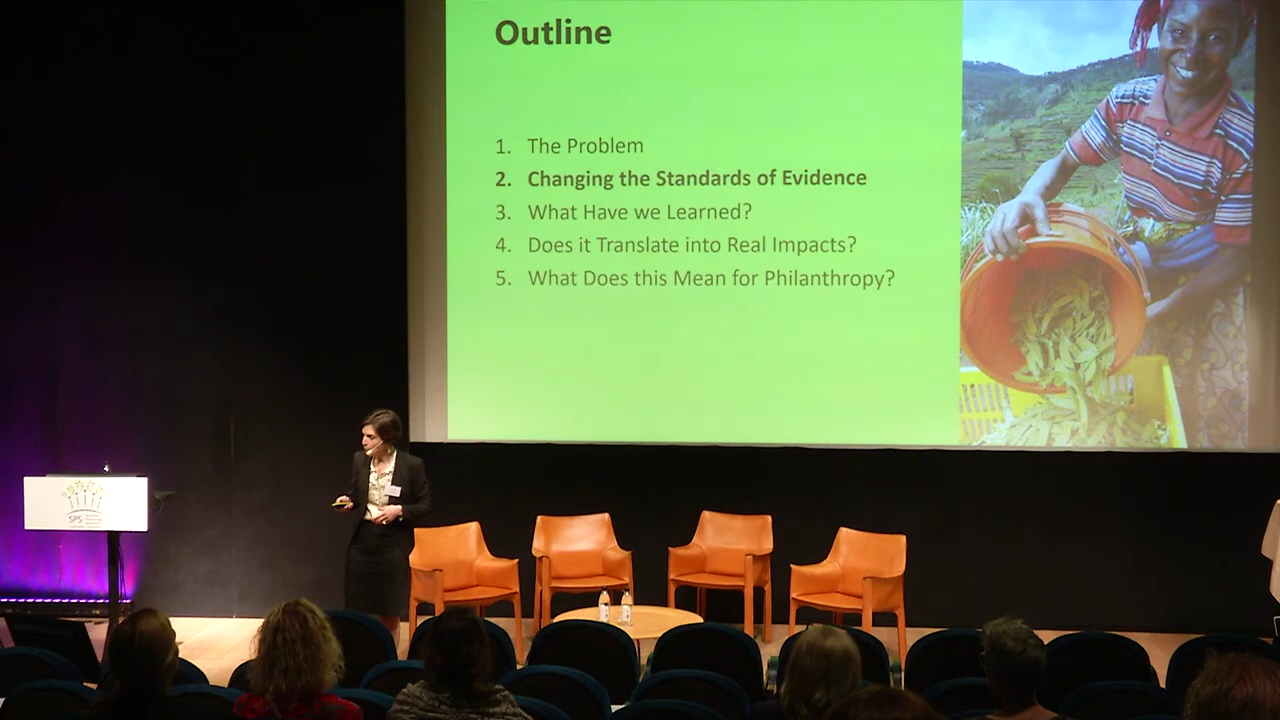 Outline
1. The Problem
2. Changing the Standards of Evidence
3. What Have we Learned?
4. Does it Translate into Real Impacts?
5. What Does this Mean for Philanthropy?
SPS